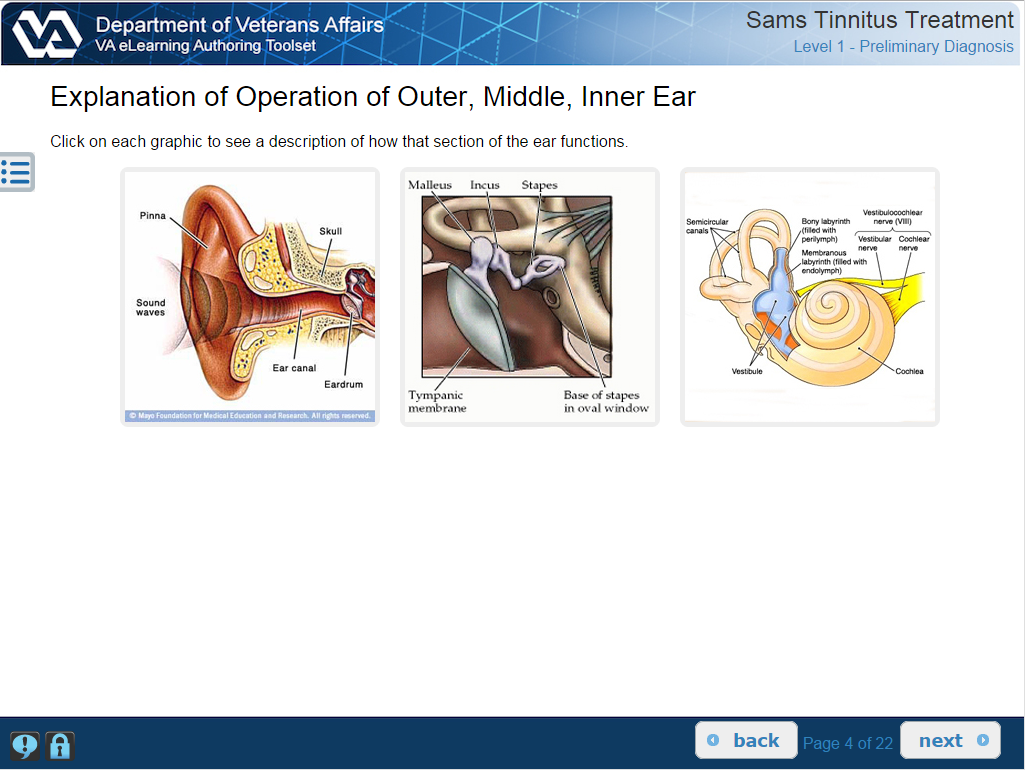 VA
Department of Veterans Affairs
VA eLearning Authoring Toolset
Sams Tinnitus Treatment
Level 1 - Preliminary Diagnosis
Explanation of Operation of Outer, Middle, Inner Ear
Click on each graphic to see a description of how that section of the ear functions.
Pinna
Skull
Sound
waves
Ear canal
Eardrum
© Mayo Foundation for Medical Education and Research. All rights reserved.
Malleus Incus Stapes
Tympanic
membrane
Base of stapes
in oval window
Semicircular
canals
Bony labyrinth
(filled with
perilymph)
Membranous
labyrinth (filled with
endolymph)
Vestibulocochlear
nerve (VIII)
Vestibular
nerve
Cochlear
nerve
Vestibule
Cochlea
back
Page 4 of 22
next